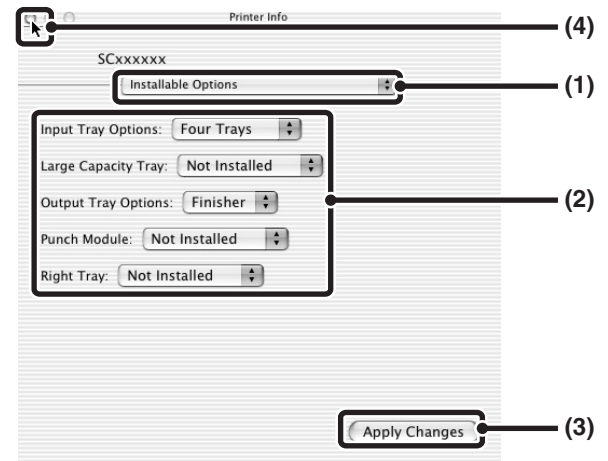 Printer Info
(4)
SCxxxxxx
Installable Options
(1)
Input Tray Options: Four Trays
Large Capacity Tray: Not Installed
Output Tray Options: Finisher
(2)
Punch Module: Not Installed
Right Tray: Not Installed
Apply Changes
(3)